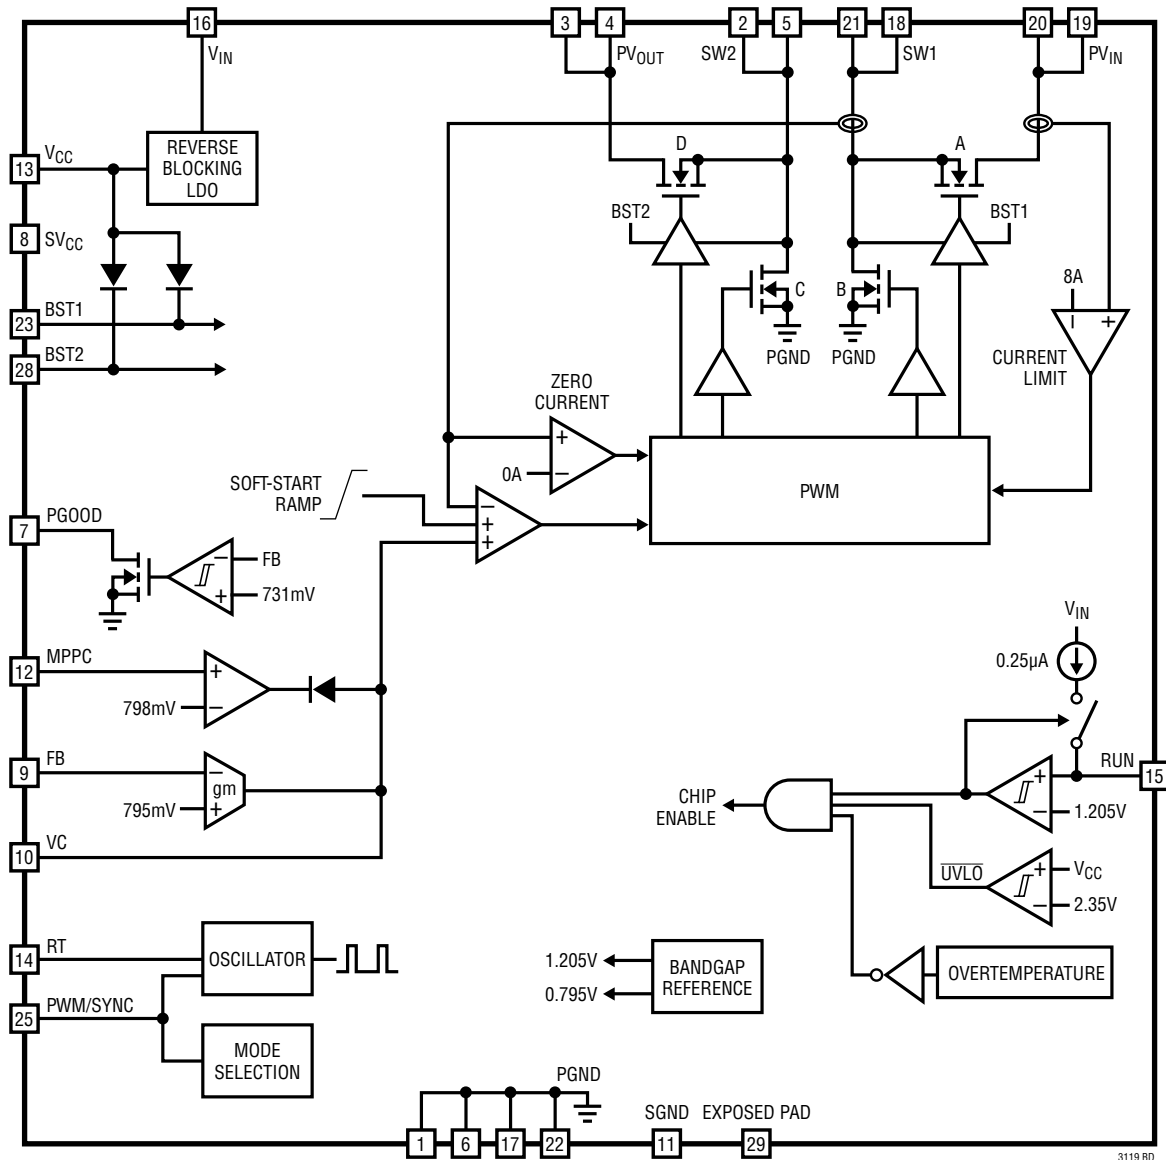 16
3
4
2
5
21
18
20
19
VIN
PVOUT
SW2
SW1
PVIN
13
VCC
REVERSE
BLOCKING
LDO
D
A
8
SVCC
BST2
BST1
23
BST1
28
BST2
C
B
8A
– +
PGND
PGND
CURRENT
LIMIT
ZERO
CURRENT
+
0A
–
PWM
SOFT-START
RAMP
–
+
+
7
PGOOD
–
FB
+
731mV
12
MPPC
+
798mV
–
VIN
0.25µA
9
FB
–
gm
795mV
+
10
VC
RUN
15
+
–
1.205V
CHIP
ENABLE
UVLO
+
VCC
–
2.35V
14
RT
OSCILLATOR
25
PWM/SYNC
MODE
SELECTION
1.205V
0.795V
BANDGAP
REFERENCE
OVERTEMPERATURE
PGND
SGND
EXPOSED PAD
1
6
17
22
11
29
3119 BD